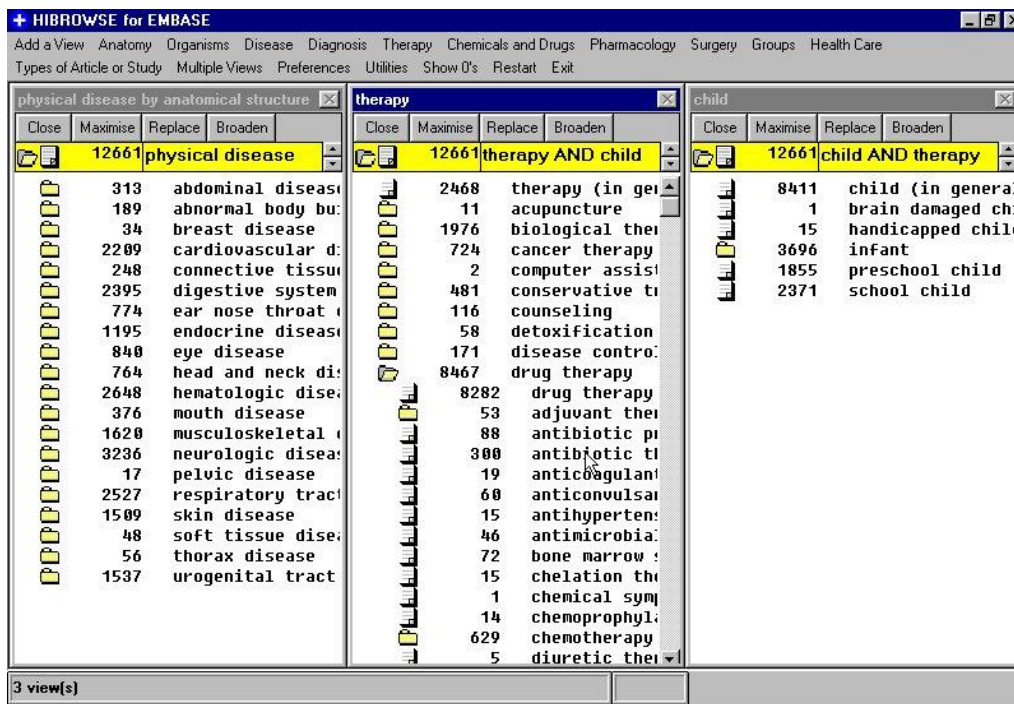 HIBROWSE for EMBASE
Add a View Anatomy Organisms Disease Diagnosis Therapy Chemicals and Drugs Pharmacology Surgery Groups Health Care
Types of Article or Study Multiple Views Preferences Utilities Show 0's Restart Exit
physical disease by anatomical structure
Close Maximise Replace Broaden
12661 physical disease
313 abdominal diseas
189 abnormal body bu
34 breast disease
2209 cardiovascular d
248 connective tissu
2395 digestive system
774 ear nose throat
1195 endocrine diseas
840 eye disease
764 head and neck di
2648 hematologic dise
376 mouth disease
1620 musculoskeletal
3236 neurologic diseas
17 pelvic disease
2527 respiratory tract
1509 skin disease
48 soft tissue dise
56 thorax disease
1537 urogenital tract
therapy
Close Maximise Replace Broaden
12661 therapy AND child
2468 therapy (in ge
11 acupuncture
1976 biological the
724 cancer therapy
2 computer assis
481 conservative t
116 counseling
58 detoxification
171 disease contro
8467 drug therapy
8282 drug therapy
53 adjuvant the
88 antibiotic p
300 antibiotic t
19 anticoagulant
60 anticonvulsa
15 antihypertens
46 antimicrobia
72 bone marrow s
15 chelation the
1 chemical symp
14 chemoprophyl
629 chemotherapy
5 diuretic the
child
Close Maximise Replace Broaden
12661 child AND therapy
8411 child (in genera
1 brain damaged ch
15 handicapped chil
3696 infant
1855 preschool child
2371 school child
3 view(s)